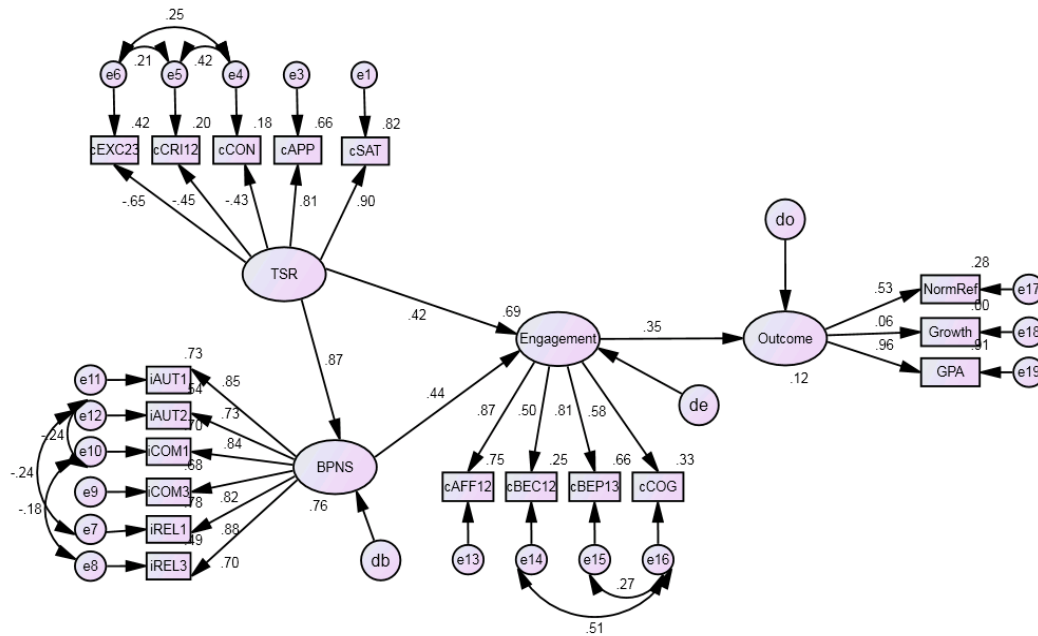 .25
.21 .42
e6 e5 e4 e3 e1
.42 .20 .18 .66 .82
cEXC23 cCRI12 cCON cAPP cSAT
-.65 -.45 -.43 .81 .90
TSR
do
.28
.53 NormRef e17
.00
.42 .69 Engagement .35 Outcome .06 Growth e18
.91
.96 GPA e19
.12
.87
.73
e11 iAUT1 .85
.54
e12 iAUT2 .73
.70
-.24 e10 iCOM1 .84
.68
-.24 e9 iCOM3 .82
.78
-.18 e7 iREL1 .88
.49
e8 iREL3 .70
BPNS
.76
.44
db
de
.87 .50 .81 .58
.75 .25 .66 .33
cAFF12 cBEC12 cBEP13 cCOG
e13 e14 e15 e16
.27
.51